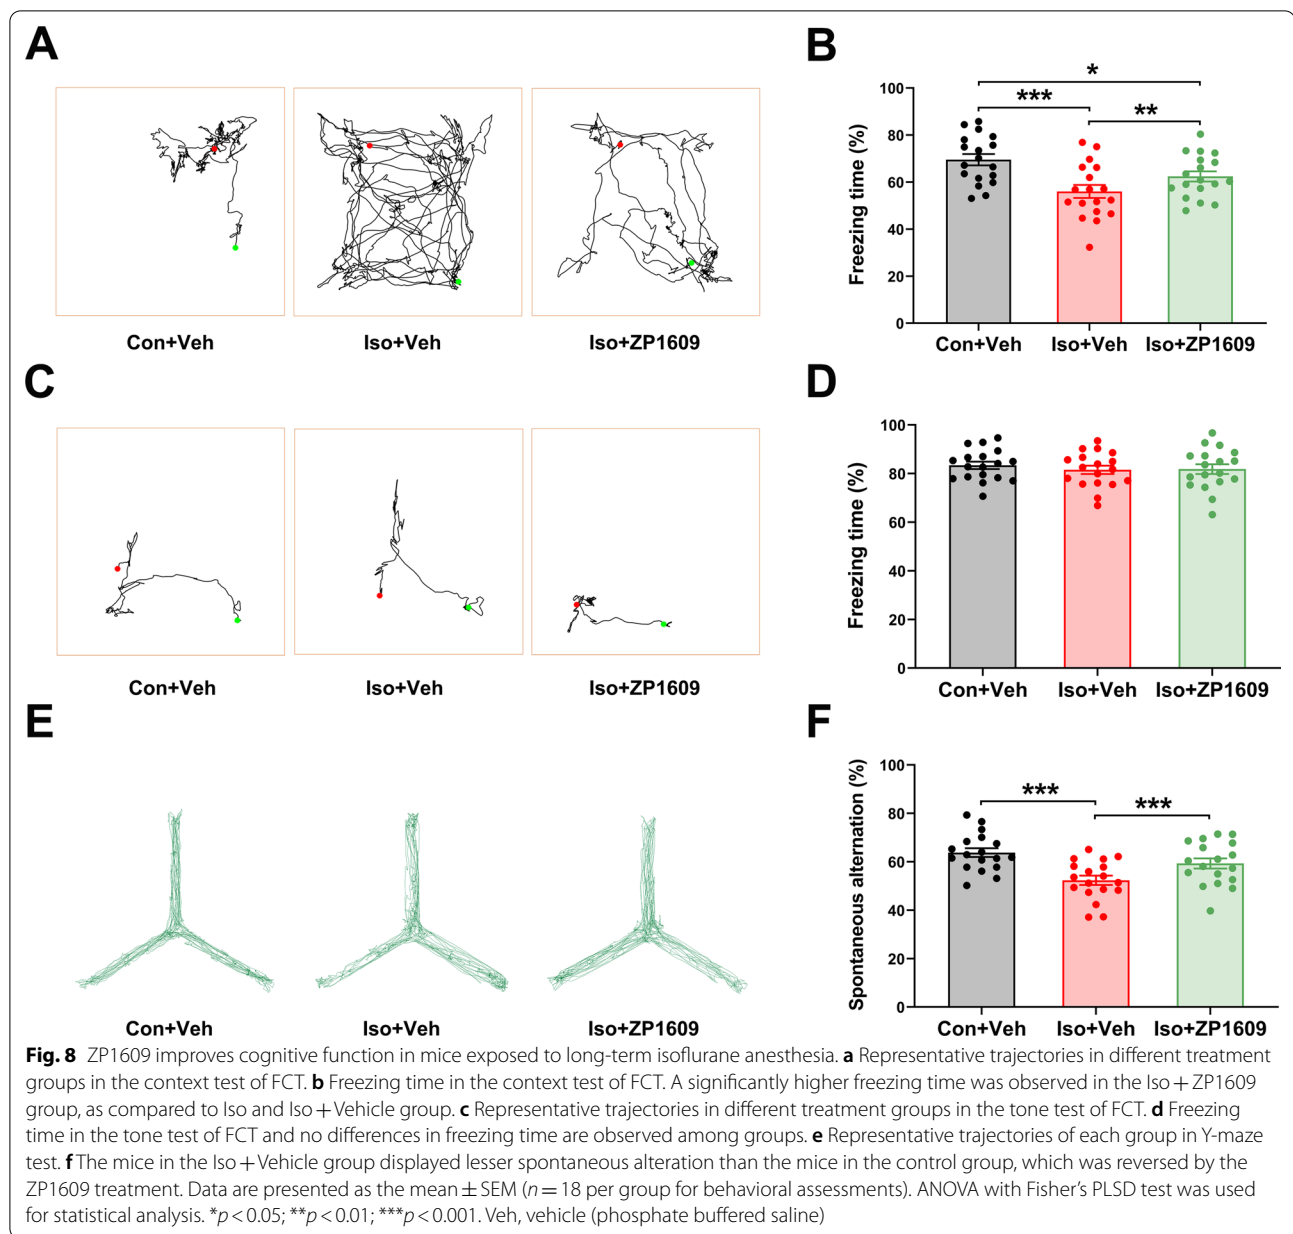 A
B
Con+Veh
Iso+Veh
Iso+ZP1609
Freezing time (%)
100
80
60
40
20
0
*
***
**
Con+Veh
Iso+Veh
Iso+ZP1609
C
D
Con+Veh
Iso+Veh
Iso+ZP1609
Freezing time (%)
100
80
60
40
20
0
Con+Veh
Iso+Veh
Iso+ZP1609
E
F
Con+Veh
Iso+Veh
Iso+ZP1609
Spontaneous alternation (%)
100
80
60
40
20
0
***
***
Con+Veh
Iso+Veh
Iso+ZP1609
Fig. 8 ZP1609 improves cognitive function in mice exposed to long-term isoflurane anesthesia. a Representative trajectories in different treatment
groups in the context test of FCT. b Freezing time in the context test of FCT. A significantly higher freezing time was observed in the Iso + ZP1609
group, as compared to Iso and Iso + Vehicle group. c Representative trajectories in different treatment groups in the tone test of FCT. d Freezing
time in the tone test of FCT and no differences in freezing time are observed among groups. e Representative trajectories of each group in Y-maze
test. f The mice in the Iso + Vehicle group displayed lesser spontaneous alteration than the mice in the control group, which was reversed by the
ZP1609 treatment. Data are presented as the mean ± SEM (n = 18 per group for behavioral assessments). ANOVA with Fisher's PLSD test was used
for statistical analysis. *p < 0.05; **p < 0.01; ***p < 0.001. Veh, vehicle (phosphate buffered saline)